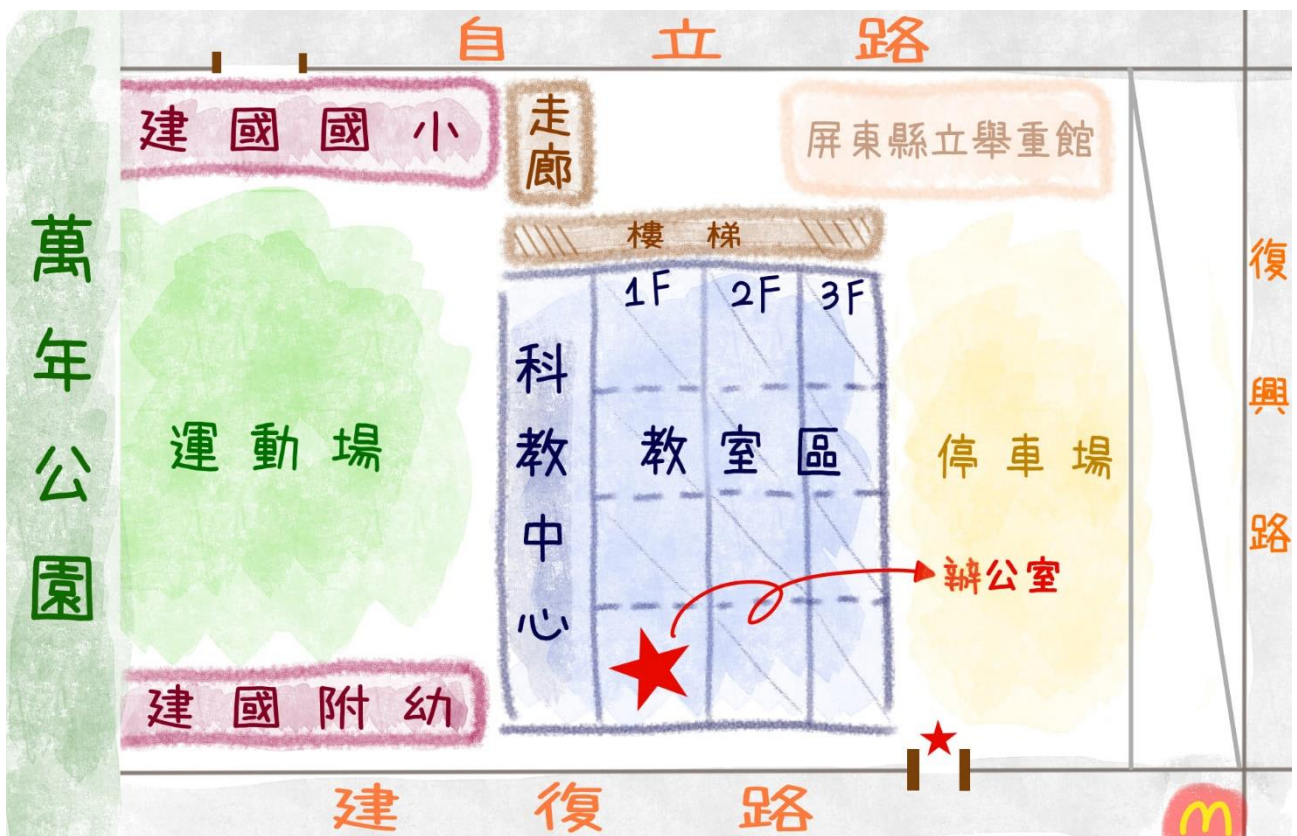 自立路
建國國小
走廊
屏東縣立舉重館
樓梯
1F 2F 3F
萬年公園
運動場
科教中心
教室區
停車場
復興路
辦公室
建國附幼
建復路